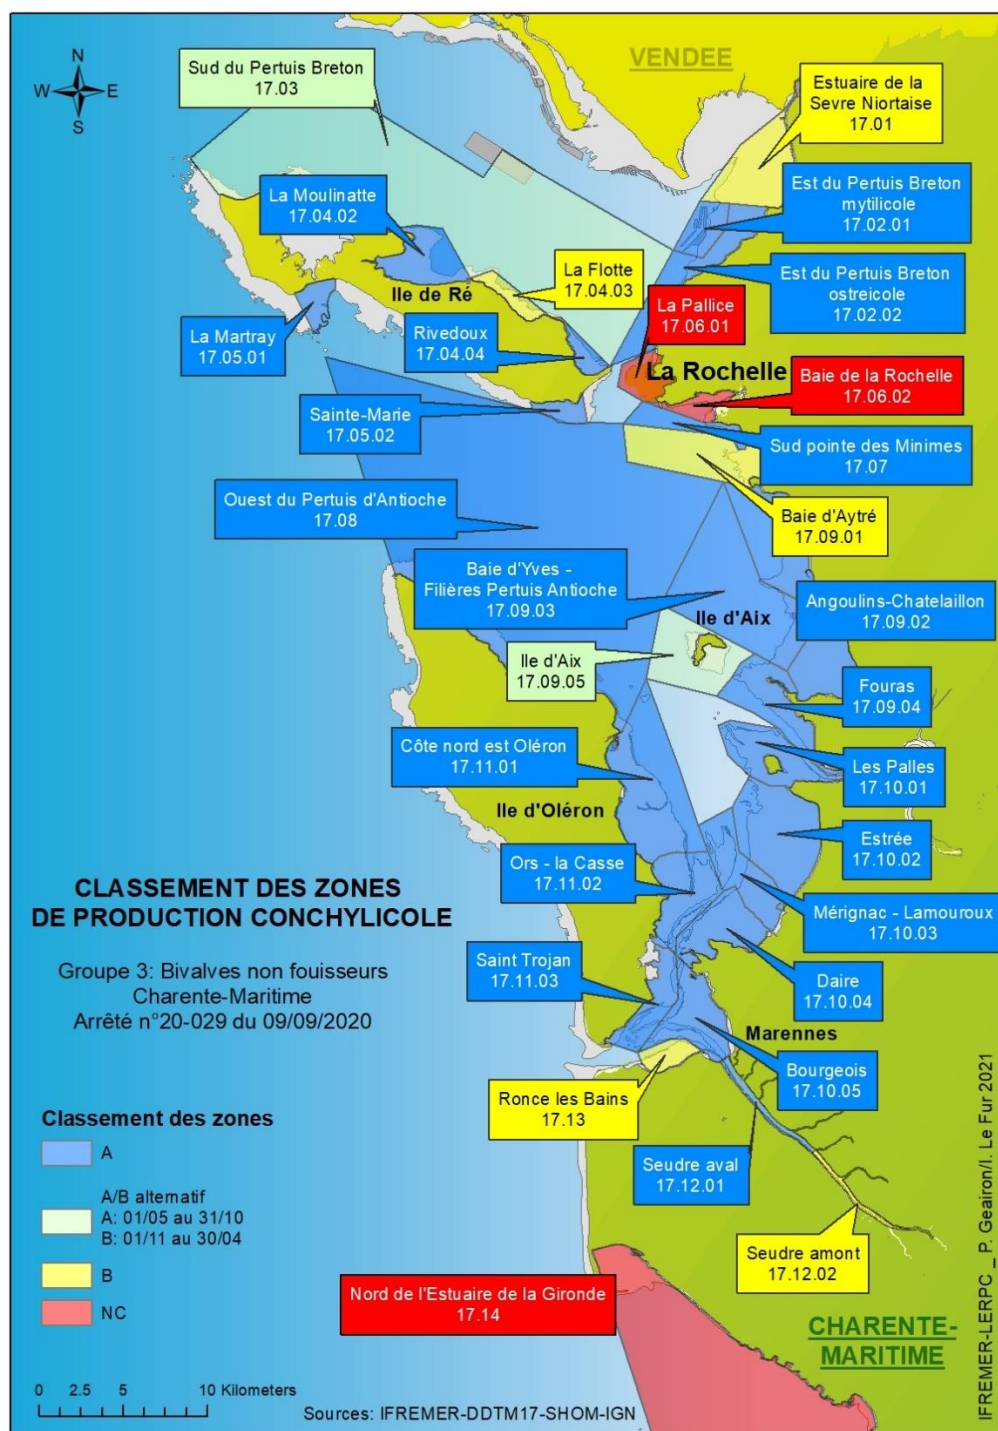 VENDEE
N
W E
S
Sud du Pertuis Breton
17.03
Estuaire de la
Sevre Niortaise
17.01
La Moulinatte
17.04.02
Est du Pertuis Breton
mytilicole
17.02.01
La Flotte
17.04.03
Est du Pertuis Breton
ostreicole
17.02.02
Ile de Ré
La Martray
17.05.01
Rivedoux
17.04.04
La Pallice
17.06.01
La Rochelle
Baie de la Rochelle
17.06.02
Sainte-Marie
17.05.02
Sud pointe des Minimes
17.07
Ouest du Pertuis d'Antioche
17.08
Baie d'Aytré
17.09.01
Baie d'Yves -
Filières Pertuis Antioche
17.09.03
Angoulins-Chatelaillon
17.09.02
Ile d'Aix
Ile d'Aix
17.09.05
Fouras
17.09.04
Côte nord est Oléron
17.11.01
Les Palles
17.10.01
Ile d'Oléron
Estrée
17.10.02
Ors - la Casse
17.11.02
Mérignac - Lamouroux
17.10.03
CLASSEMENT DES ZONES
DE PRODUCTION CONCHYLICOLE
Groupe 3: Bivalves non fouisseurs
Charente-Maritime
Arrêté n°20-029 du 09/09/2020
Saint Trojan
17.11.03
Daire
17.10.04
Marennes
Bourgeois
17.10.05
Ronce les Bains
17.13
Seudre aval
17.12.01
Seudre amont
17.12.02
Classement des zones
A
A/B alternatif
A: 01/05 au 31/10
B: 01/11 au 30/04
B
NC
Nord de l'Estuaire de la Gironde
17.14
CHARENTE-
MARITIME
0 2.5 5 10 Kilometers
Sources: IFREMER-DDTM17-SHOM-IGN
IFREMER-LERPC _ P. Geairon/I. Le Fur 2021